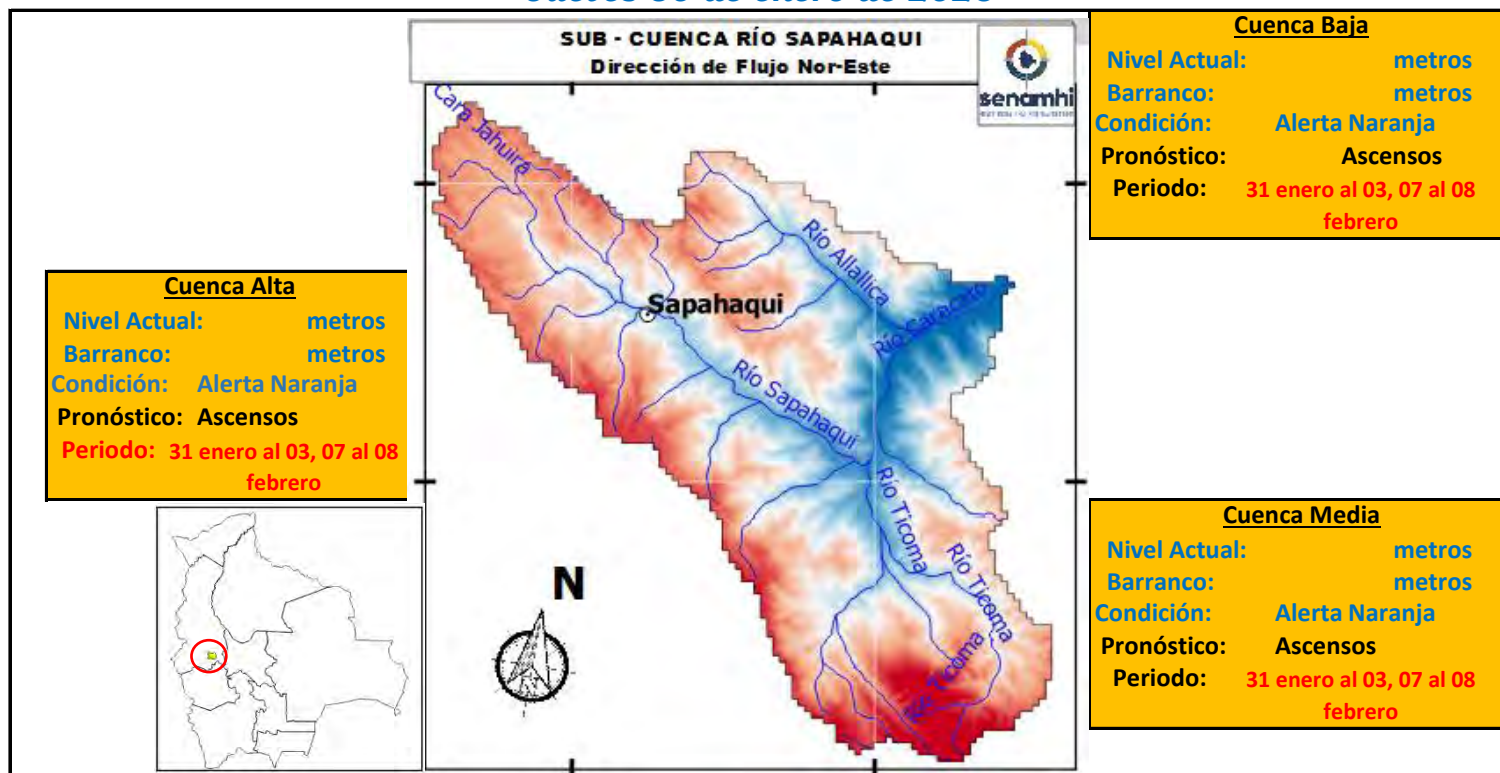 SUB - CUENCA RÍO SAPAHAQUI
Dirección de Flujo Nor-Este
senamhi
Cuenca Baja
Nivel Actual: metros
Barranco: metros
Condición: Alerta Naranja
Pronóstico: Ascensos
Periodo: 31 enero al 03, 07 al 08
febrero
Cuenca Alta
Nivel Actual: metros
Barranco: metros
Condición: Alerta Naranja
Pronóstico: Ascensos
Periodo: 31 enero al 03, 07 al 08
febrero
Cara Jahuira
Río Allallica
Río Caracato
Sapahaqui
Río Sapahaqui
Río Ticoma
Río Ticoma
Río Ticoma
N
Cuenca Media
Nivel Actual: metros
Barranco: metros
Condición: Alerta Naranja
Pronóstico: Ascensos
Periodo: 31 enero al 03, 07 al 08
febrero